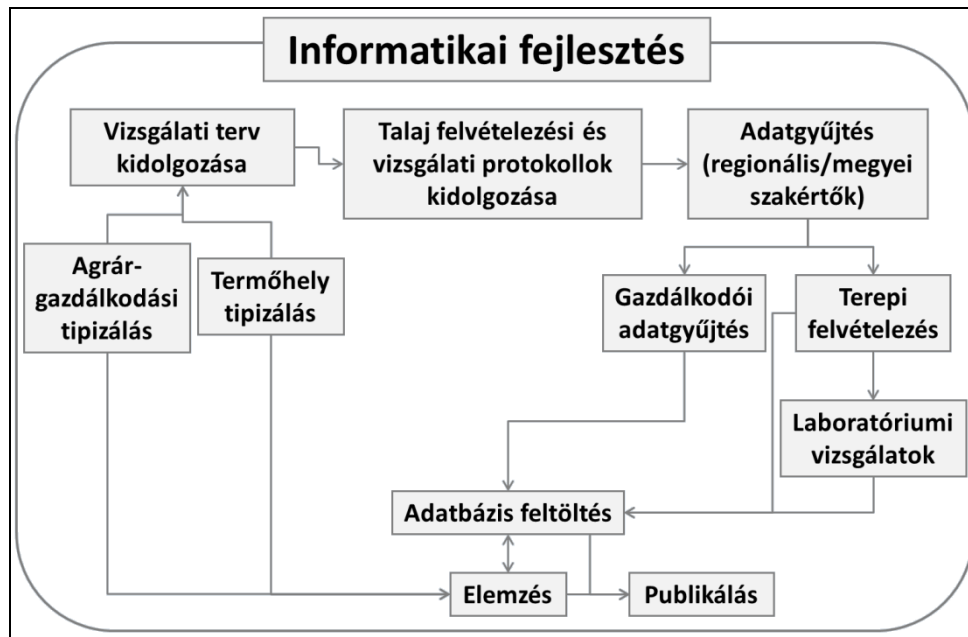 Informatikai fejlesztés
Vizsgálati terv
kidolgozása
Talaj felvételezési és
vizsgálati protokollok
kidolgozása
Adatgyűjtés
(regionális/megyei
szakértők)
Agrár-
gazdálkodási
tipizálás
Termőhely
tipizálás
Gazdálkodói
adatgyűjtés
Terepi
felvételezés
Laboratóriumi
vizsgálatok
Adatbázis feltöltés
Elemzés
Publikálás